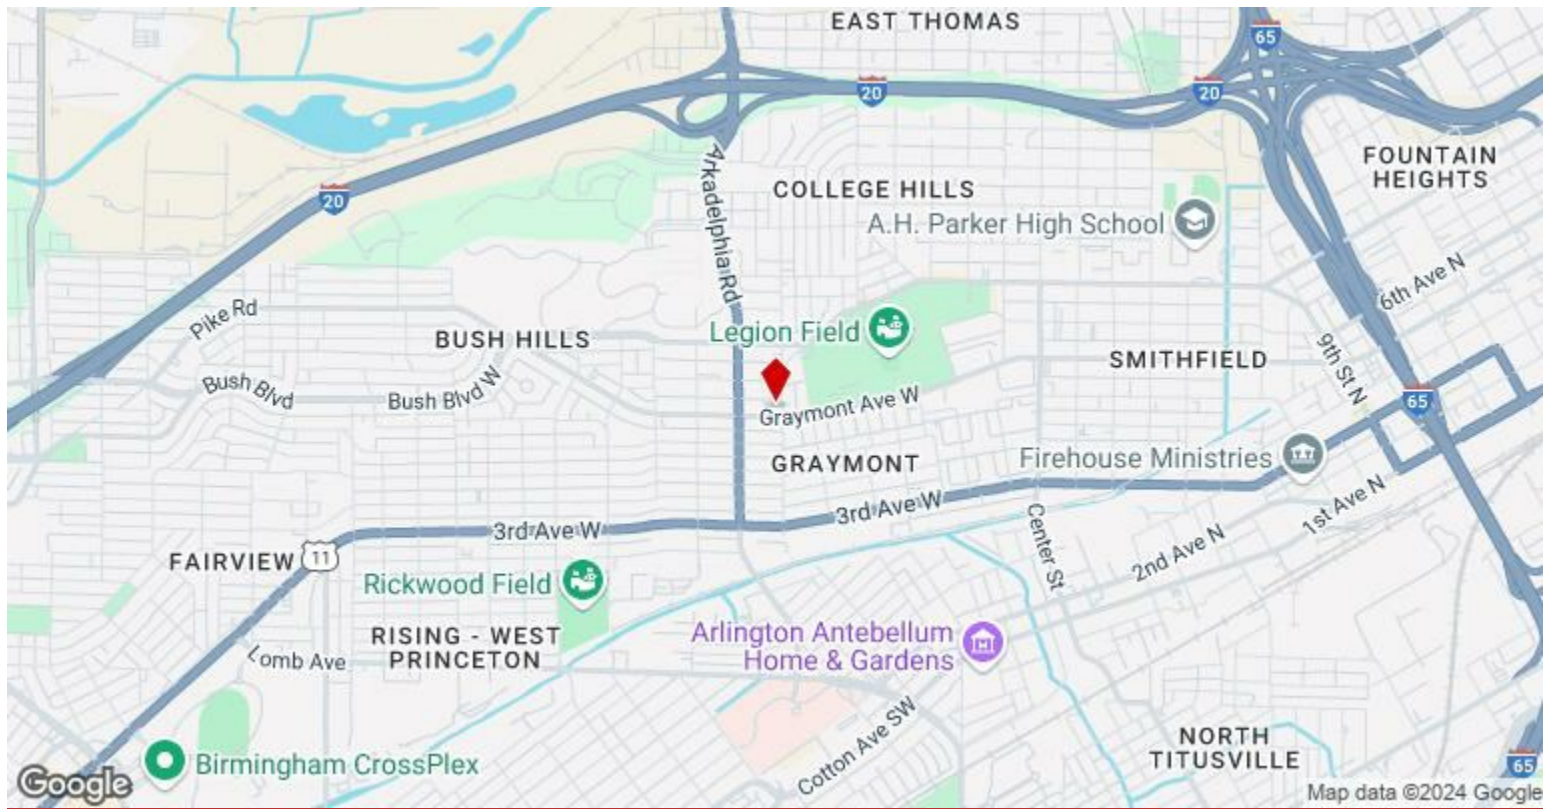 EAST THOMAS
65
20
20
FOUNTAIN
HEIGHTS
Arkadelphia Rd
COLLEGE HILLS
20
A.H. Parker High School
6th Ave N
Pike Rd
Legion Field
BUSH HILLS
9th St N
SMITHFIELD
Bush Blvd
Bush Blvd W
65
Graymont Ave W
GRAYMONT
Firehouse Ministries
3rd Ave W
3rd Ave W
1st Ave N
Center St
2nd Ave N
FAIRVIEW
11
Rickwood Field
RISING - WEST
PRINCETON
Arlington Antebellum
Home & Gardens
Lomb Ave
Cotton Ave SW
NORTH
TITUSVILLE
Birmingham CrossPlex
65
Google
Map data ©2024 Google